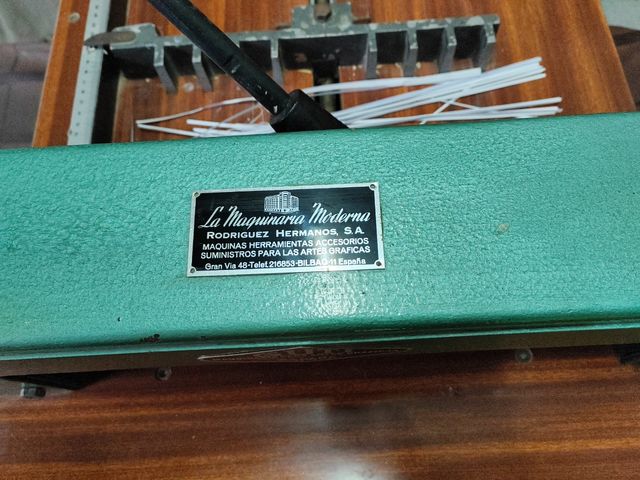 La Maquinaria Moderna
RODRIGUEZ HERMANOS, S.A.
MAQUINAS HERRAMIENTAS ACCESORIOS
SUMINISTROS PARA LAS ARTES GRAFICAS
Gran Via 48-Telef. 216853-BILBAO-11 España